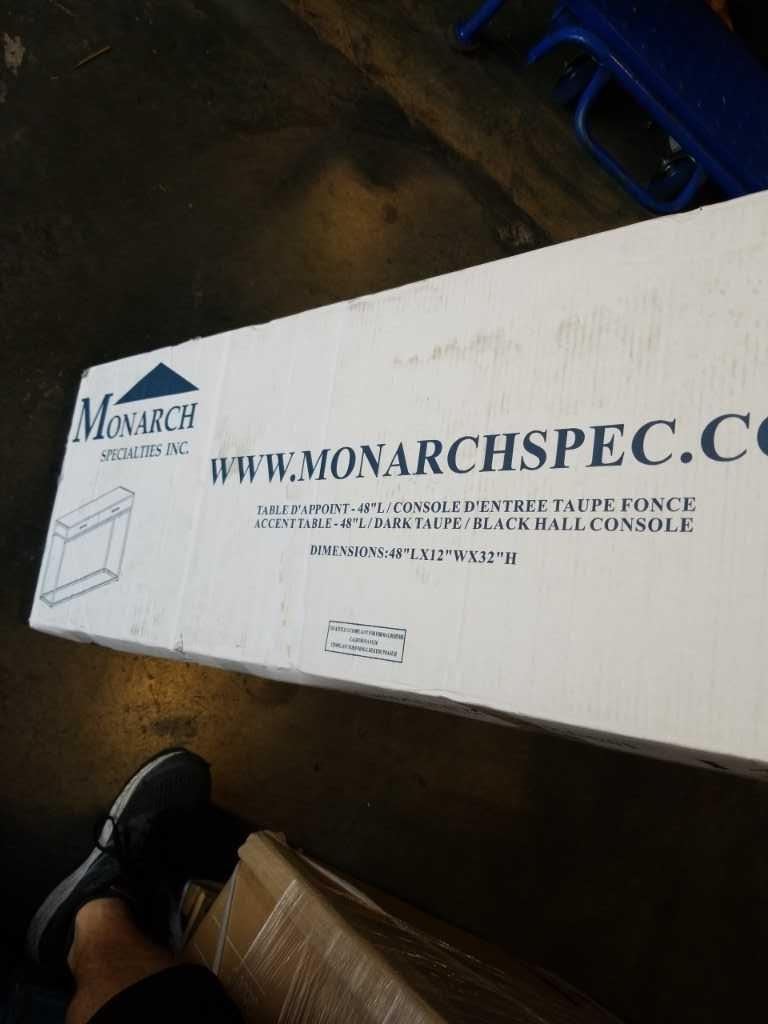 MONARCH
SPECIALTIES INC.
WWW.MONARCHSPEC.C
TABLE D'APPOINT - 48"L / CONSOLE D'ENTREE TAUPE FONCE
ACCENT TABLE - 48"L / DARK TAUPE / BLACK HALL CONSOLE
DIMENSIONS:48"LX12"WX32"H